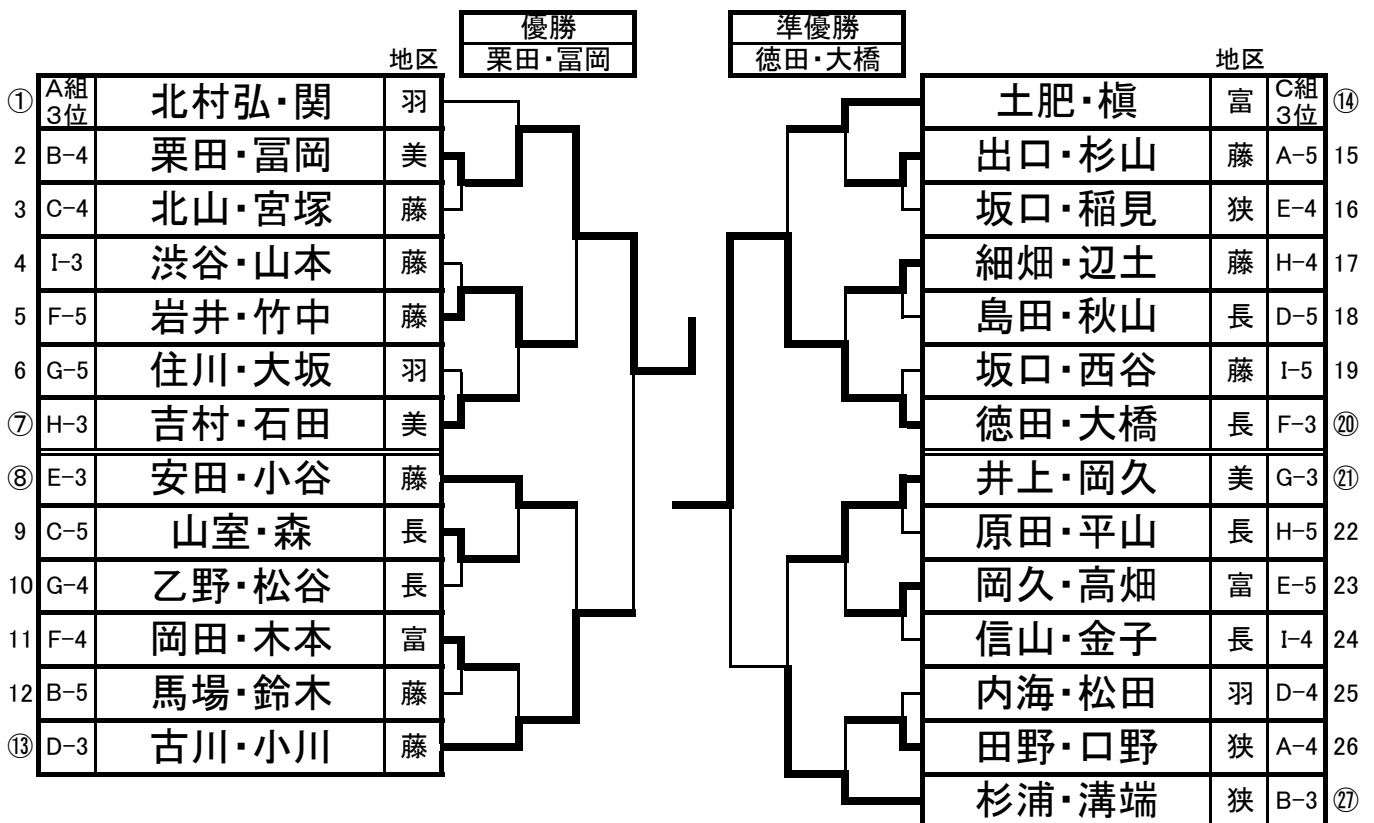 優勝
栗田・冨岡
準優勝
徳田・大橋
地区
① A組3位 北村弘・関 羽
2 B-4 栗田・冨岡 美
3 C-4 北山・宮塚 藤
4 I-3 渋谷・山本 藤
5 F-5 岩井・竹中 藤
6 G-5 住川・大坂 羽
⑦ H-3 吉村・石田 美
⑧ E-3 安田・小谷 藤
9 C-5 山室・森 長
10 G-4 乙野・松谷 長
11 F-4 岡田・木本 富
12 B-5 馬場・鈴木 藤
⑬ D-3 古川・小川 藤
地区
土肥・槇 富 C組3位 ⑭
出口・杉山 藤 A-5 15
坂口・稲見 狭 E-4 16
細畑・辺土 藤 H-4 17
島田・秋山 長 D-5 18
坂口・西谷 藤 I-5 19
徳田・大橋 長 F-3 ⑳
井上・岡久 美 G-3 ㉑
原田・平山 長 H-5 22
岡久・高畑 富 E-5 23
信山・金子 長 I-4 24
内海・松田 羽 D-4 25
田野・口野 狭 A-4 26
杉浦・溝端 狭 B-3 ㉗